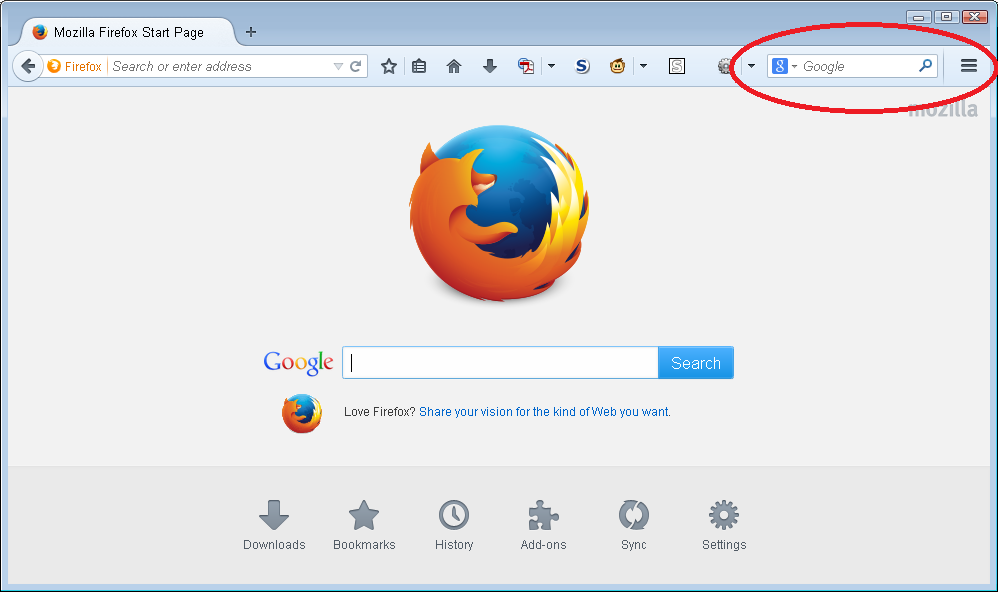 Mozilla Firefox Start Page
Firefox Search or enter address S S 8 Google
mozilla
Google Search
Love Firefox? Share your vision for the kind of Web you want.
Downloads Bookmarks History Add-ons Sync Settings